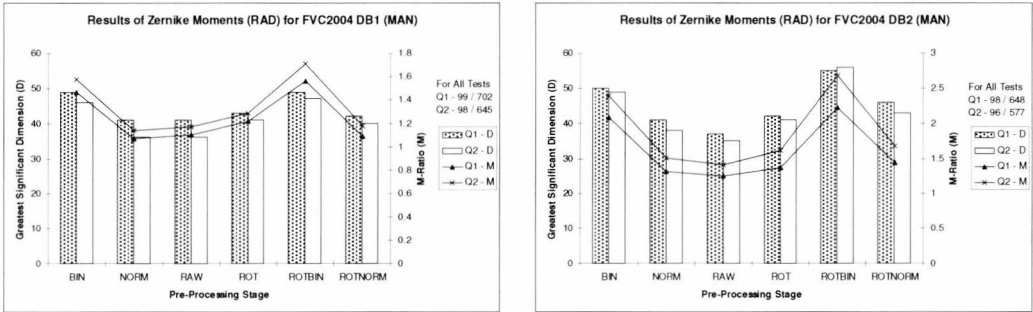 Results of Zernike Moments (RAD) for FVC2004 DB1 (MAN)
Greatest Significant Dimension (D)
60
50
40
30
20
10
0
BIN NORM RAW ROT ROTBIN ROTNORM
Pre-Processing Stage
1.8
1.6
1.4
1.2
1
0.8
0.6
0.4
0.2
0
M-Ratio (M)
For All Tests
Q1 - 99 / 702
Q2 - 98 / 645
Q1 - D
Q2 - D
Q1 - M
Q2 - M
Results of Zernike Moments (RAD) for FVC2004 DB2 (MAN)
Greatest Significant Dimension (D)
60
50
40
30
20
10
0
BIN NORM RAW ROT ROTBIN ROTNORM
Pre-Processing Stage
3
2.5
2
1.5
1
0.5
0
M-Ratio (M)
For All Tests
Q1 - 98 / 648
Q2 - 96 / 577
Q1 - D
Q2 - D
Q1 - M
Q2 - M